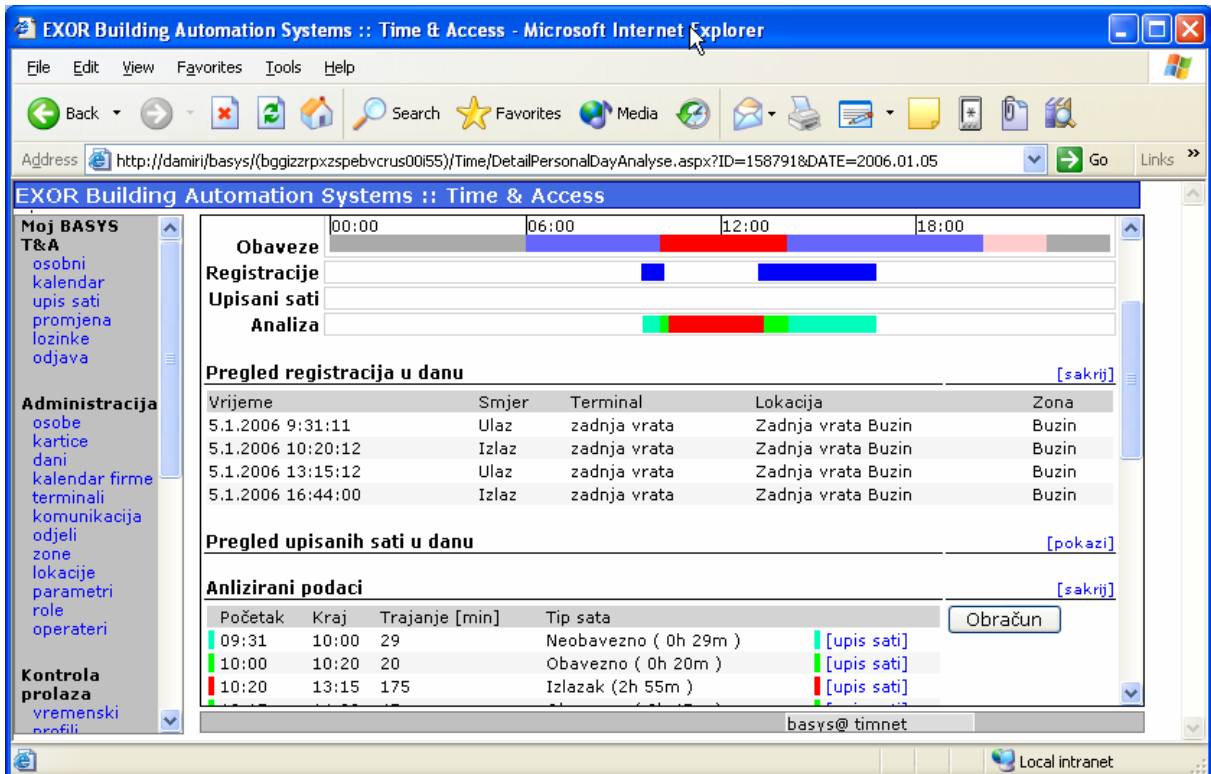 EXOR Building Automation Systems :: Time & Access - Microsoft Internet Explorer
File Edit View Favorites Tools Help
Back Search Favorites Media
Address http://damiri/basys/(bggizzrpxzspebvcrus00i55)/Time/DetailPersonalDayAnalyse.aspx?ID=158791&DATE=2006.01.05 Go Links »
EXOR Building Automation Systems :: Time & Access
Moj BASYS
T&A
osobni
kalendar
upis sati
promjena
lozinke
odjava
Administracija
osobe
kartice
dani
kalendar firme
terminali
komunikacija
odjeli
zone
lokacije
parametri
role
operateri
Kontrola
prolaza
vremenski
profili
00:00 06:00 12:00 18:00
Obaveze
Registracije
Upisani sati
Analiza
Pregled registracija u danu [sakrij]
Vrijeme Smjer Terminal Lokacija Zona
5.1.2006 9:31:11 Ulaz zadnja vrata Zadnja vrata Buzin Buzin
5.1.2006 10:20:12 Izlaz zadnja vrata Zadnja vrata Buzin Buzin
5.1.2006 13:15:12 Ulaz zadnja vrata Zadnja vrata Buzin Buzin
5.1.2006 16:44:00 Izlaz zadnja vrata Zadnja vrata Buzin Buzin
Pregled upisanih sati u danu [pokazi]
Anlizirani podaci [sakrij]
Početak Kraj Trajanje [min] Tip sata Obračun
09:31 10:00 29 Neobavezno ( 0h 29m ) [upis sati]
10:00 10:20 20 Obavezno ( 0h 20m ) [upis sati]
10:20 13:15 175 Izlazak (2h 55m ) [upis sati]
basys@ timnet
Local intranet